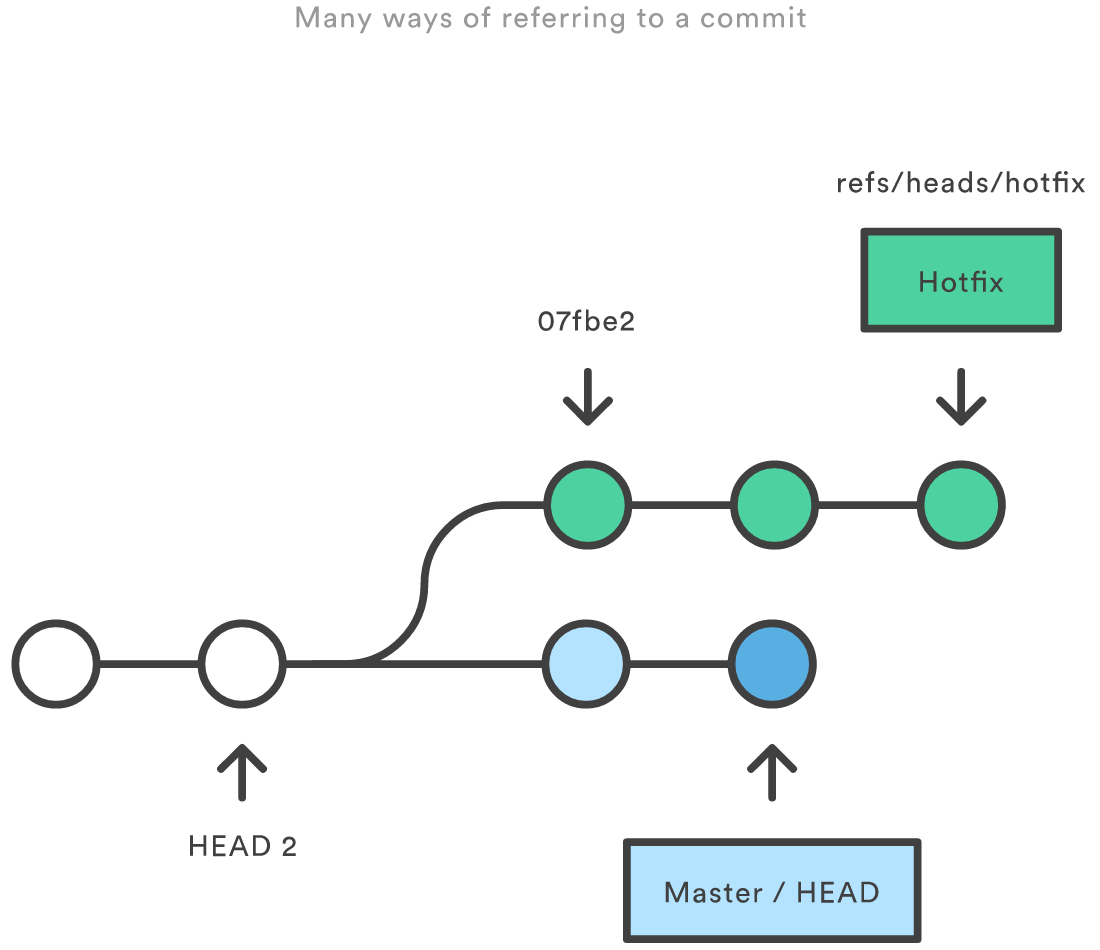 Many ways of referring to a commit
refs/heads/hotfix
Hotfix
07fbe2
HEAD 2
Master / HEAD